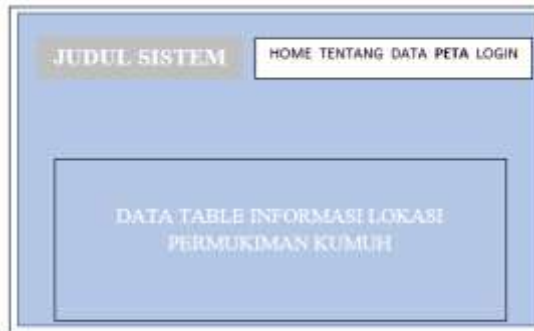 JUDUL SISTEM
HOME TENTANG DATA PETA LOGIN
DATA TABLE INFORMASI LOKASI
PERMUKIMAN KUMUH